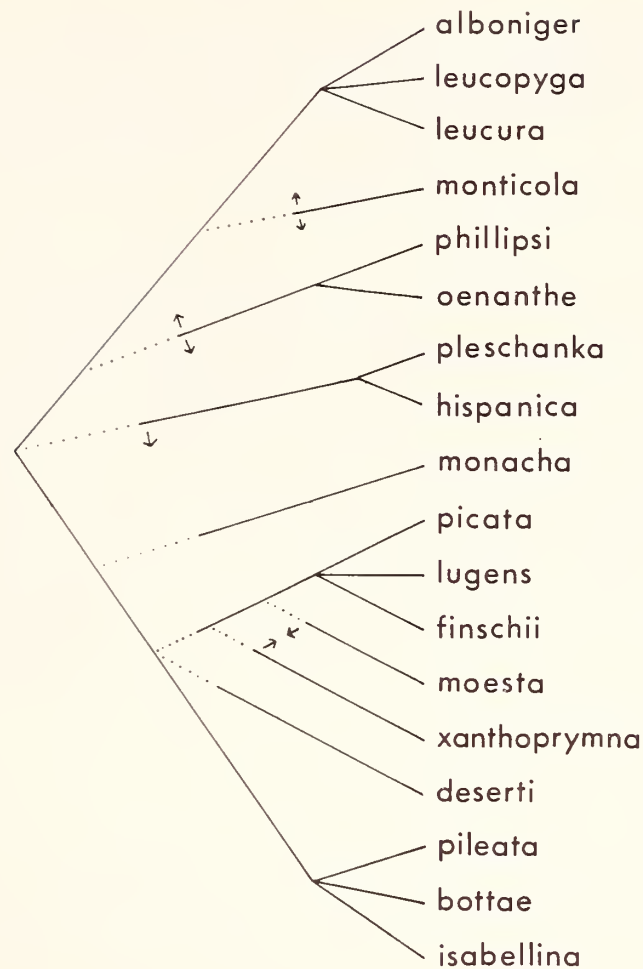 alboniger
leucopyga
leucura
monticola
phillipsi
oenanthe
pleschanka
hispanica
monacha
picata
lugens
finschii
moesta
xanthoprymna
deserti
pileata
bottae
isabellina